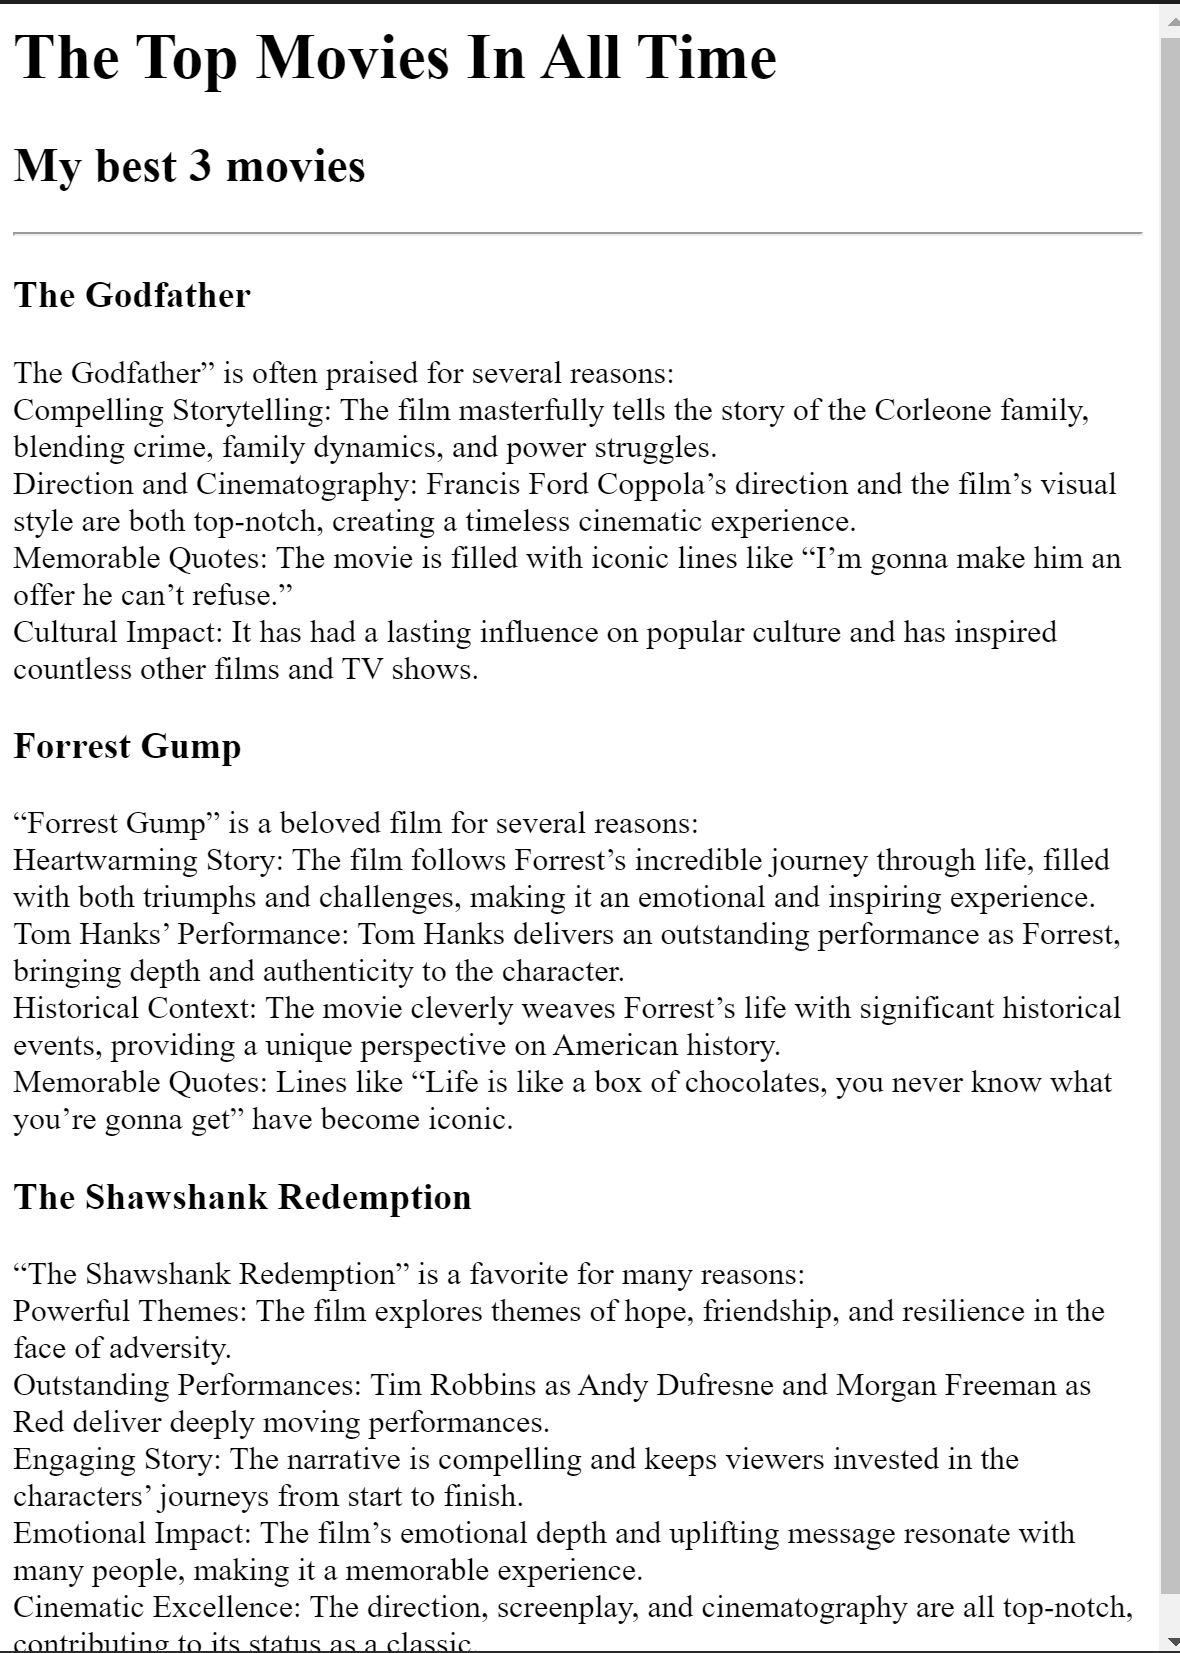 The Top Movies In All Time
My best 3 movies
The Godfather
The Godfather” is often praised for several reasons:
Compelling Storytelling: The film masterfully tells the story of the Corleone family,
blending crime, family dynamics, and power struggles.
Direction and Cinematography: Francis Ford Coppola’s direction and the film’s visual
style are both top-notch, creating a timeless cinematic experience.
Memorable Quotes: The movie is filled with iconic lines like “I’m gonna make him an
offer he can’t refuse.”
Cultural Impact: It has had a lasting influence on popular culture and has inspired
countless other films and TV shows.
Forrest Gump
“Forrest Gump” is a beloved film for several reasons:
Heartwarming Story: The film follows Forrest’s incredible journey through life, filled
with both triumphs and challenges, making it an emotional and inspiring experience.
Tom Hanks’ Performance: Tom Hanks delivers an outstanding performance as Forrest,
bringing depth and authenticity to the character.
Historical Context: The movie cleverly weaves Forrest’s life with significant historical
events, providing a unique perspective on American history.
Memorable Quotes: Lines like “Life is like a box of chocolates, you never know what
you’re gonna get” have become iconic.
The Shawshank Redemption
“The Shawshank Redemption” is a favorite for many reasons:
Powerful Themes: The film explores themes of hope, friendship, and resilience in the
face of adversity.
Outstanding Performances: Tim Robbins as Andy Dufresne and Morgan Freeman as
Red deliver deeply moving performances.
Engaging Story: The narrative is compelling and keeps viewers invested in the
characters’ journeys from start to finish.
Emotional Impact: The film’s emotional depth and uplifting message resonate with
many people, making it a memorable experience.
Cinematic Excellence: The direction, screenplay, and cinematography are all top-notch,
contributing to its status as a classic.